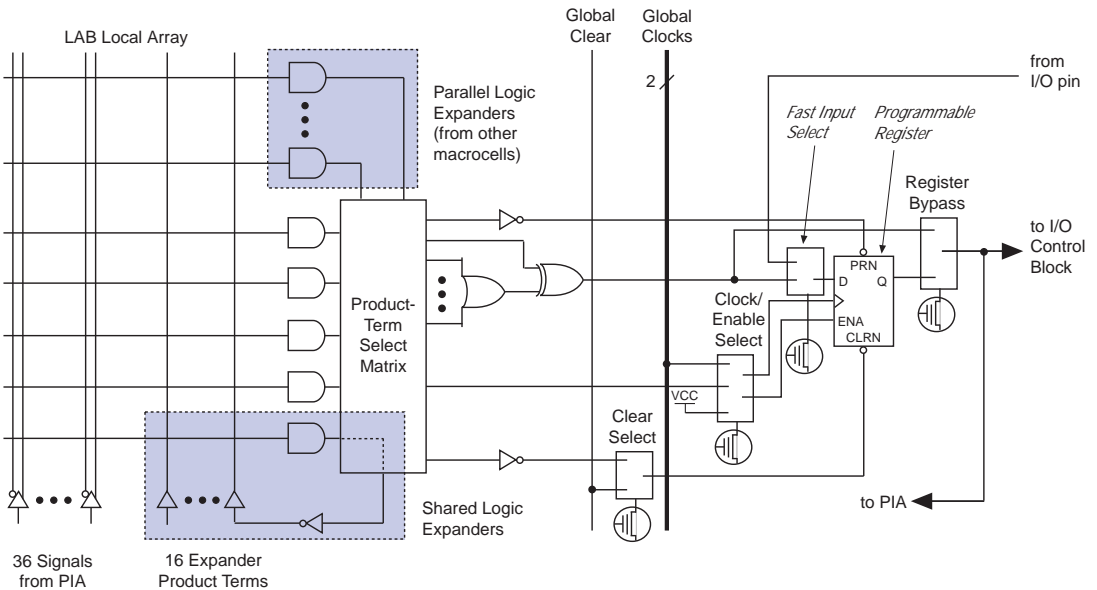 LAB Local Array
Global
Clear
Global
Clocks
2
from
I/O pin
Parallel Logic
Expanders
(from other
macrocells)
Fast Input
Select
Programmable
Register
Register
Bypass
to I/O
Control
Block
PRN
D
Q
ENA
CLRN
Clock/
Enable
Select
Product-
Term
Select
Matrix
VCC
Clear
Select
to PIA
Shared Logic
Expanders
36 Signals
from PIA
16 Expander
Product Terms